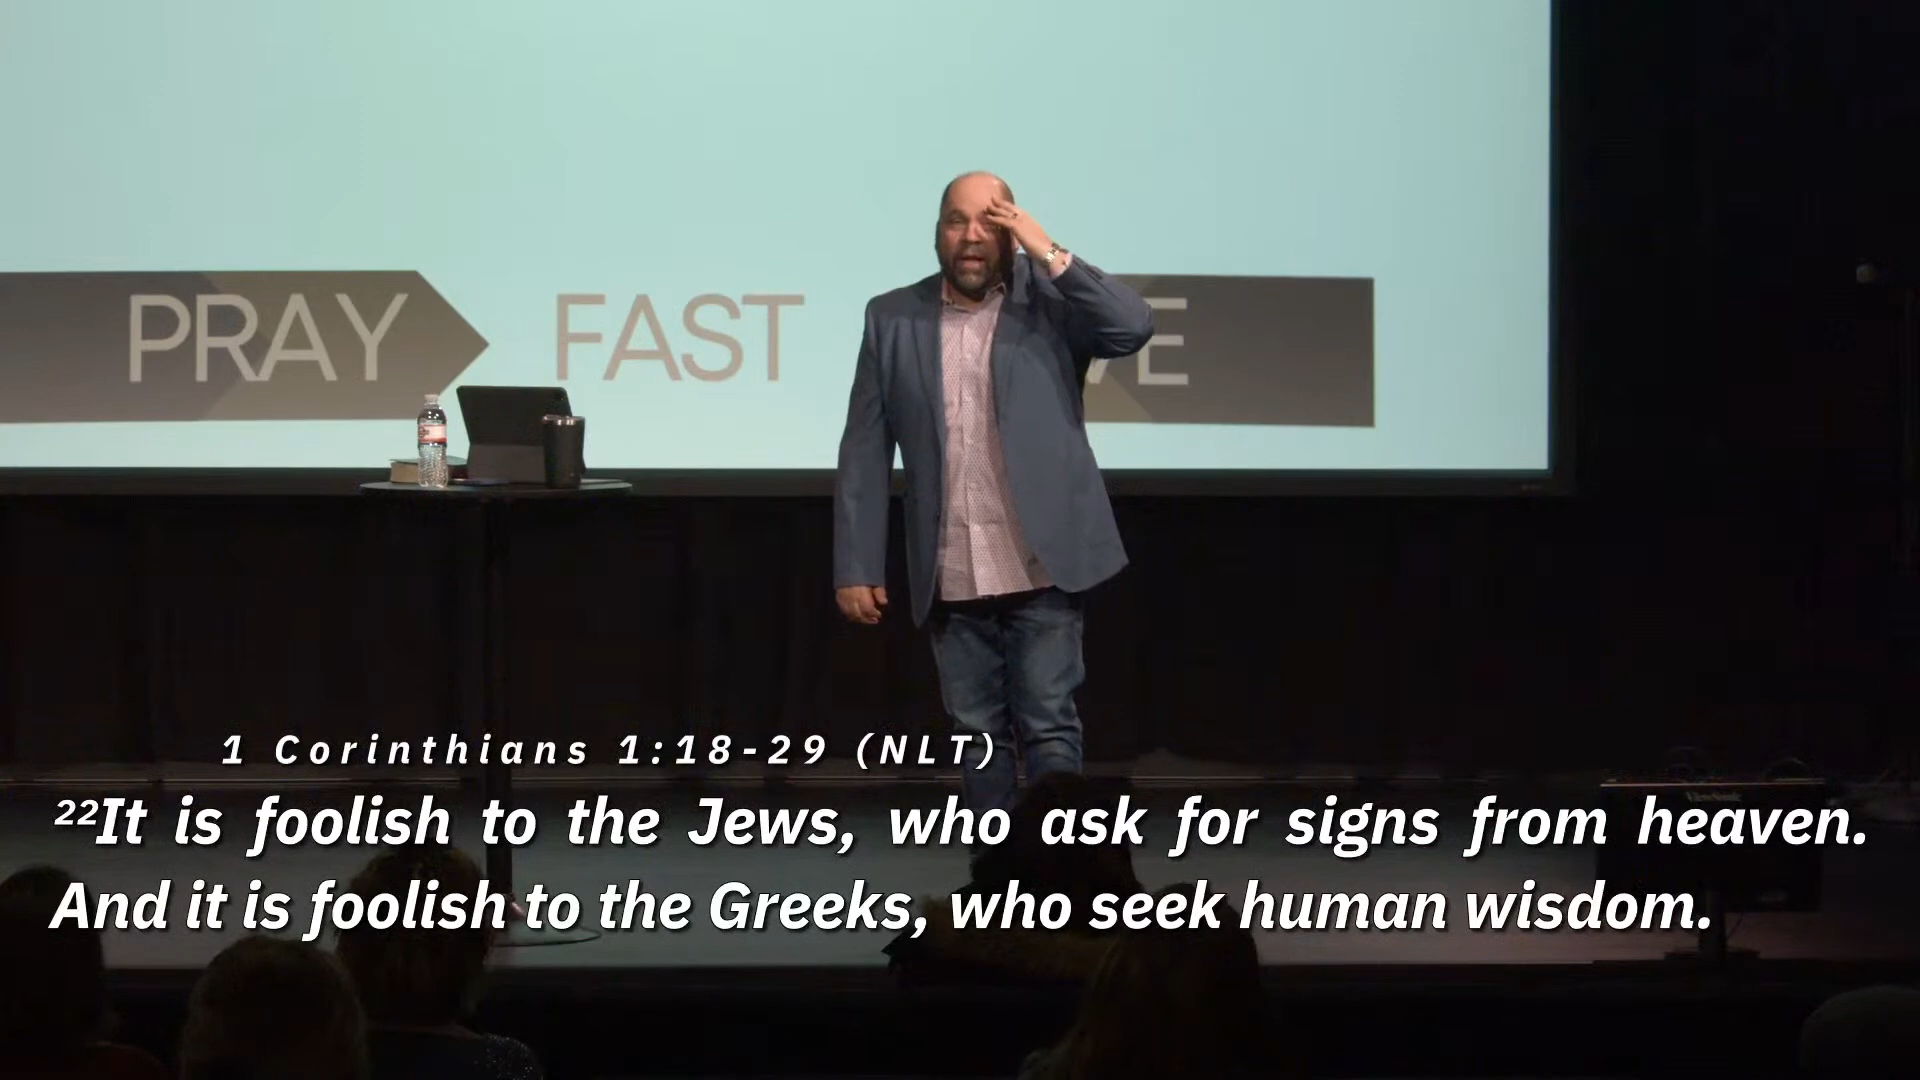 PRAY FAST VE
1 Corinthians 1:18-29 (NLT)
²²It is foolish to the Jews, who ask for signs from heaven.
And it is foolish to the Greeks, who seek human wisdom.